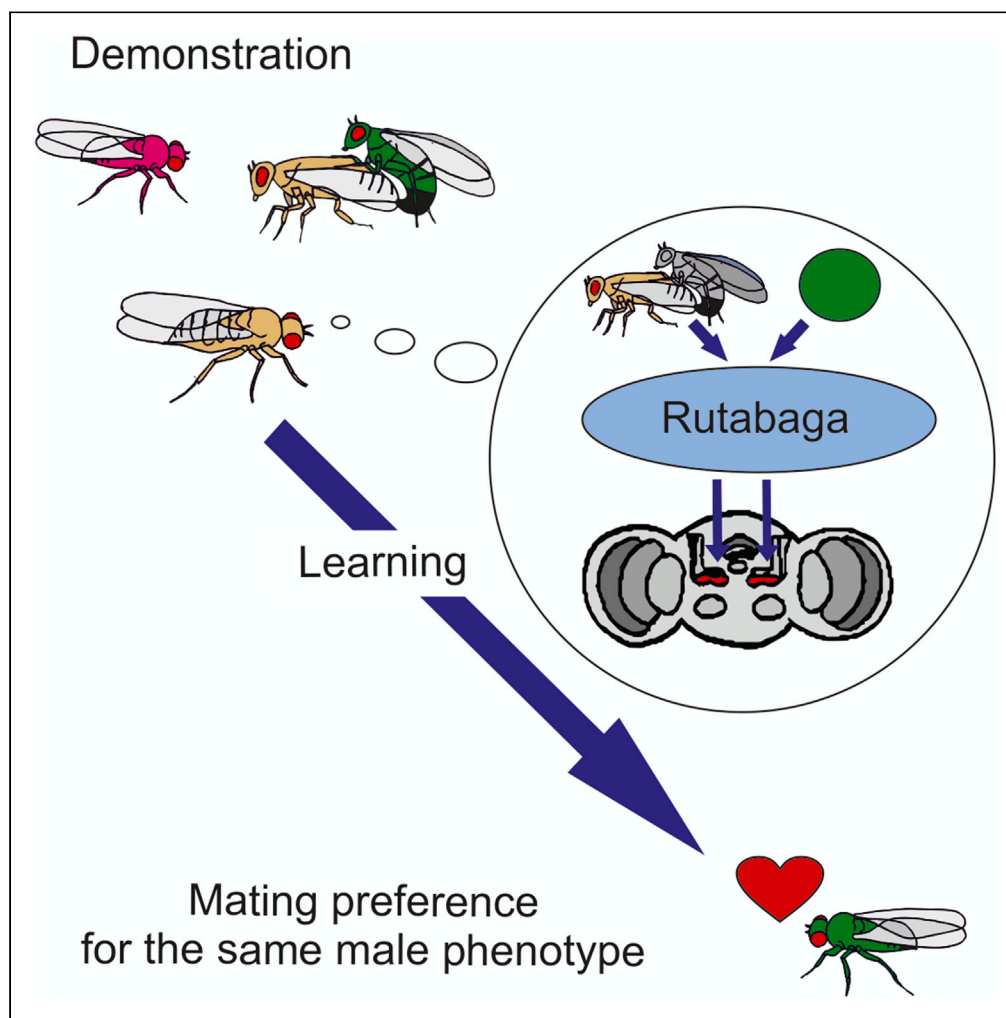 Demonstration
Rutabaga
Learning
Mating preference
for the same male phenotype